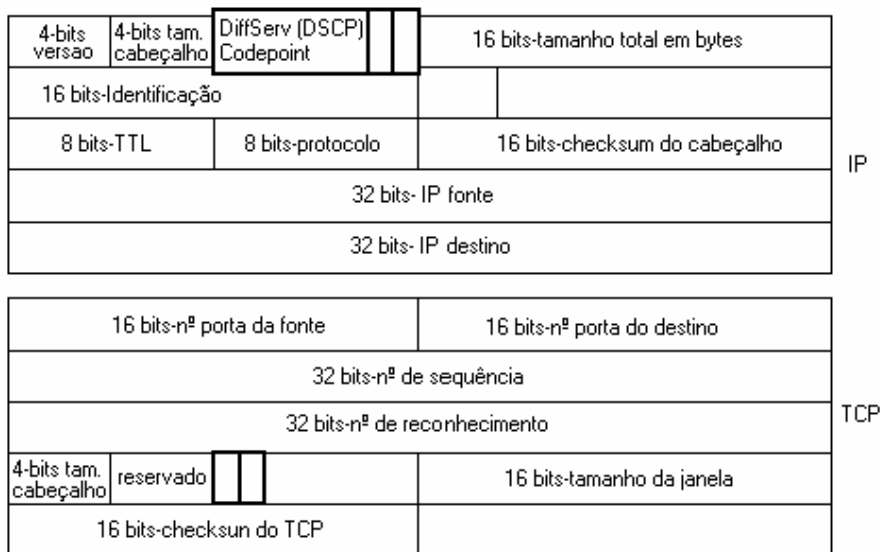 4-bits
versao
4-bits tam.
cabeçalho
DiffServ (DSCP)
Codepoint
16 bits-tamanho total em bytes
16 bits-Identificação
8 bits-TTL
8 bits-protocolo
16 bits-checksum do cabeçalho
32 bits- IP fonte
32 bits- IP destino
IP
16 bits-nº porta da fonte
16 bits-nº porta do destino
32 bits-nº de sequência
32 bits-nº de reconhecimento
TCP
4-bits tam.
cabeçalho
reservado
16 bits-tamanho da janela
16 bits-checksun do TCP